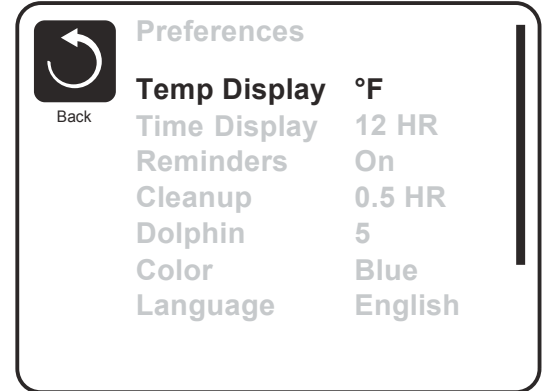 Preferences
Back
Temp Display °F
Time Display 12 HR
Reminders On
Cleanup 0.5 HR
Dolphin 5
Color Blue
Language English